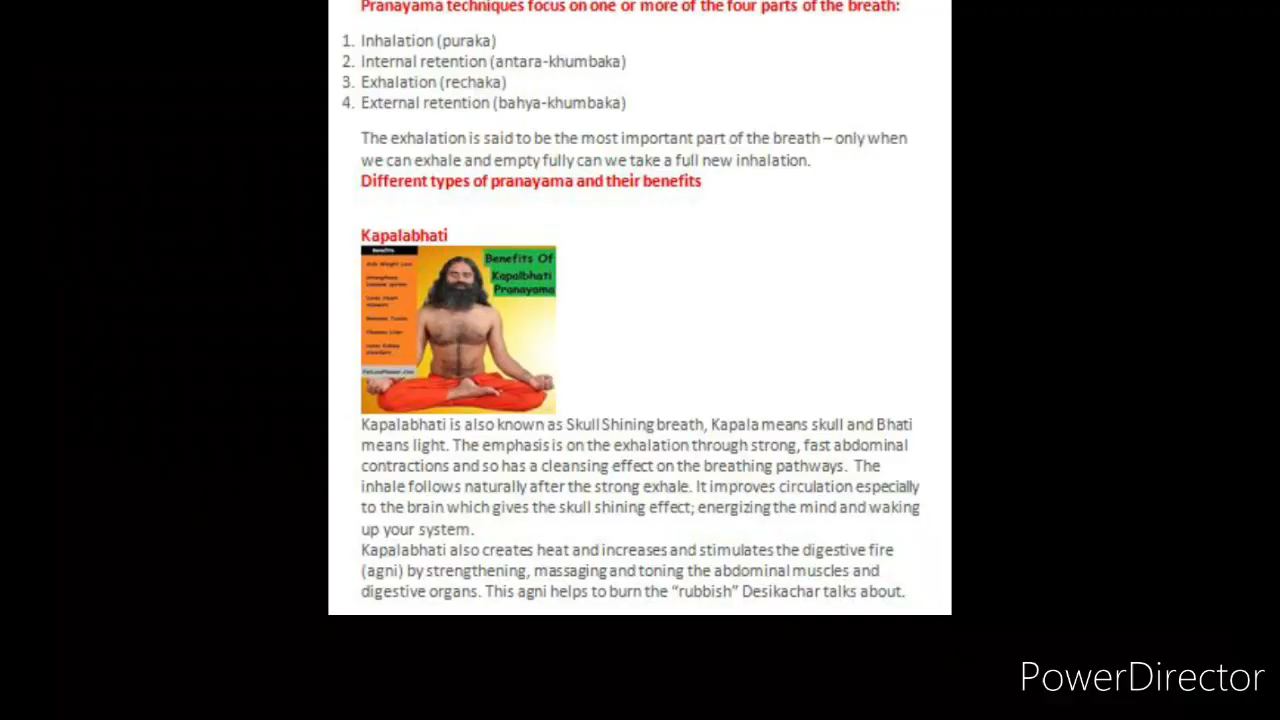 Pranayama techniques focus on one or more of the four parts of the breath:
1. Inhalation (puraka)
2. Internal retention (antara-khumbaka)
3. Exhalation (rechaka)
4. External retention (bahya-khumbaka)
The exhalation is said to be the most important part of the breath – only when
we can exhale and empty fully can we take a full new inhalation.
Different types of pranayama and their benefits
Kapalabhati
Benefits
Benefits Of
Kapalbhati
Pranayama
Kapalabhati is also known as Skull Shining breath, Kapala means skull and Bhati
means light. The emphasis is on the exhalation through strong, fast abdominal
contractions and so has a cleansing effect on the breathing pathways. The
inhale follows naturally after the strong exhale. It improves circulation especially
to the brain which gives the skull shining effect; energizing the mind and waking
up your system.
Kapalabhati also creates heat and increases and stimulates the digestive fire
(agni) by strengthening, massaging and toning the abdominal muscles and
digestive organs. This agni helps to burn the “rubbish” Desikachar talks about.
PowerDirector